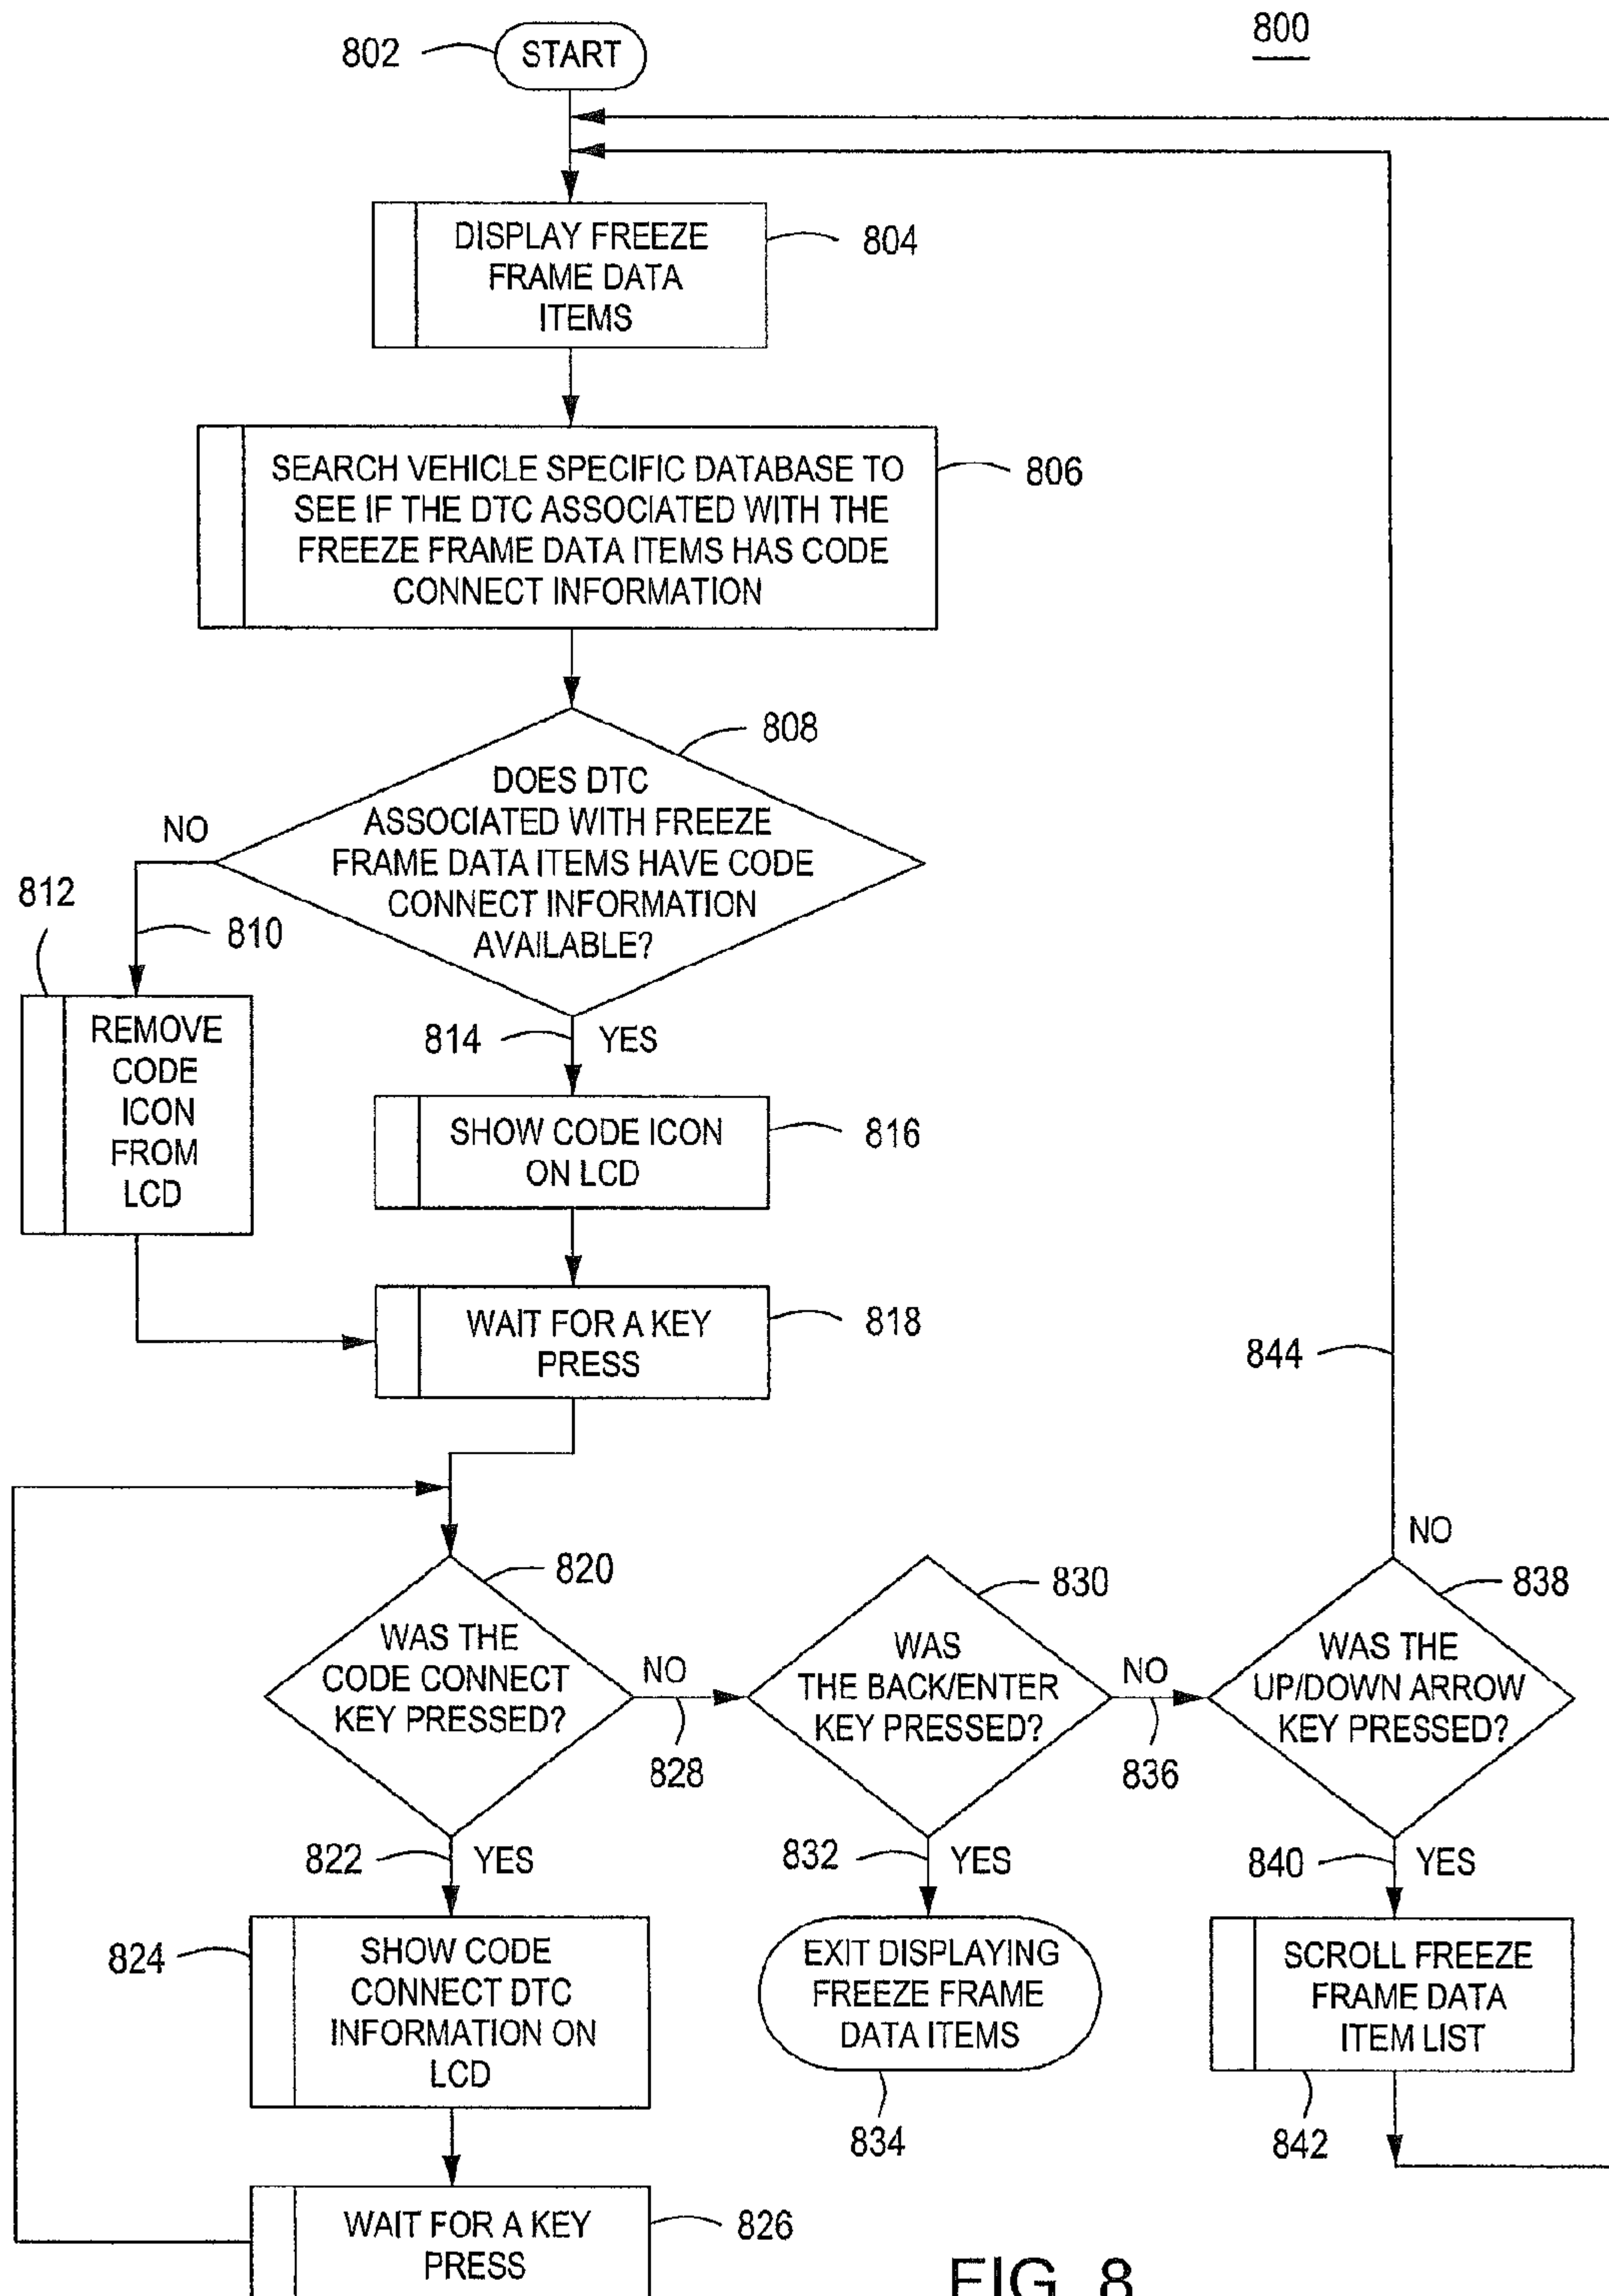 800
802
START
DISPLAY FREEZE
FRAME DATA
ITEMS
804
SEARCH VEHICLE SPECIFIC DATABASE TO
SEE IF THE DTC ASSOCIATED WITH THE
FREEZE FRAME DATA ITEMS HAS CODE
CONNECT INFORMATION
806
808
DOES DTC
ASSOCIATED WITH FREEZE
FRAME DATA ITEMS HAVE CODE
CONNECT INFORMATION
AVAILABLE?
NO
810
812
REMOVE
CODE
ICON
FROM
LCD
814
YES
SHOW CODE ICON
ON LCD
816
WAIT FOR A KEY
PRESS
818
844
NO
820
WAS THE
CODE CONNECT
KEY PRESSED?
NO
828
830
WAS
THE BACK/ENTER
KEY PRESSED?
NO
836
838
WAS THE
UP/DOWN ARROW
KEY PRESSED?
822
YES
832
YES
840
YES
824
SHOW CODE
CONNECT DTC
INFORMATION ON
LCD
EXIT DISPLAYING
FREEZE FRAME
DATA ITEMS
834
SCROLL FREEZE
FRAME DATA
ITEM LIST
842
WAIT FOR A KEY
PRESS
826
FIG. 8